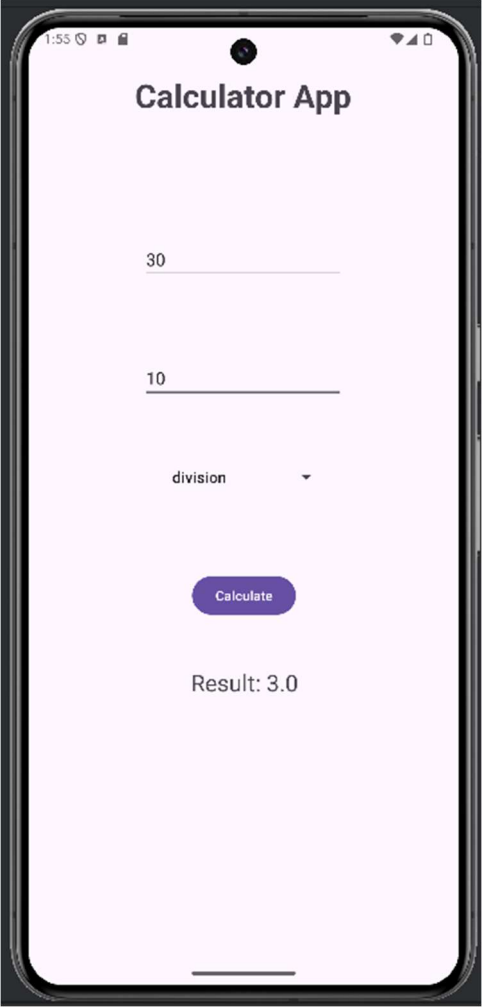 1:55
Calculator App
30
10
division
Calculate
Result: 3.0